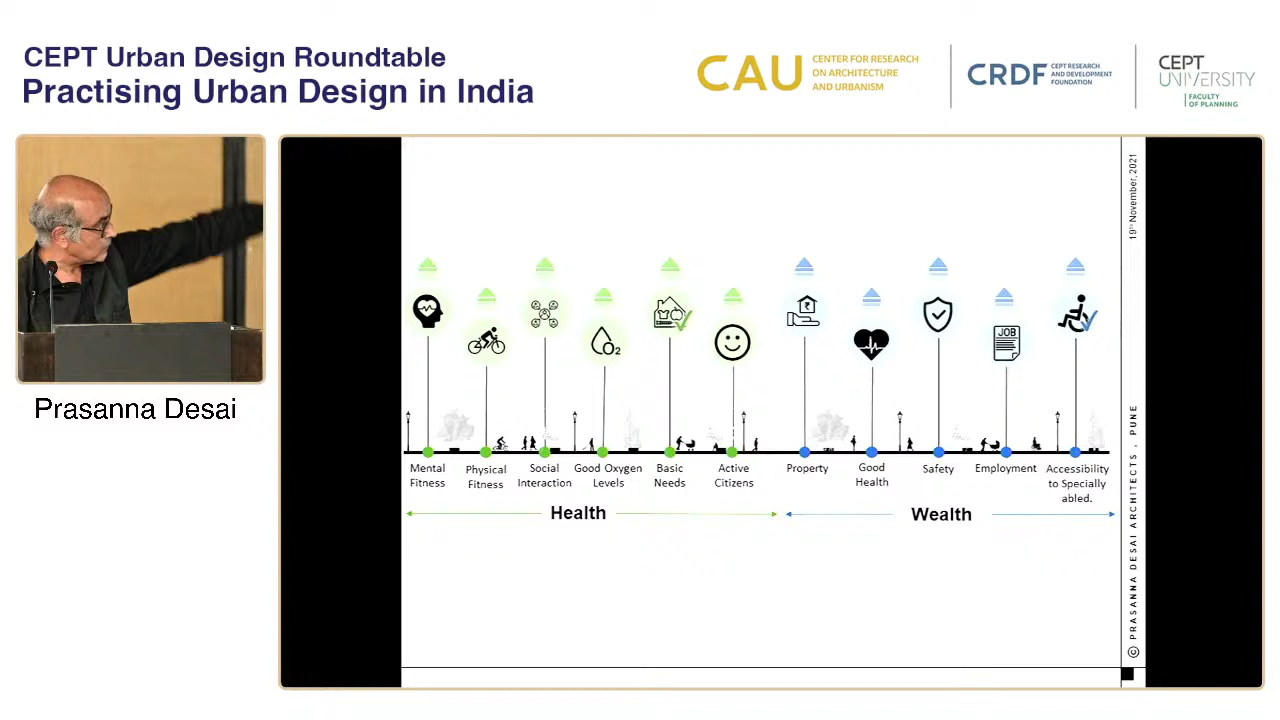 CEPT Urban Design Roundtable
Practising Urban Design in India
CAU
CENTER FOR RESEARCH
ON ARCHITECTURE
AND URBANISM
CRDF
CEPT RESEARCH
AND DEVELOPMENT
FOUNDATION
CEPT
UNIVERSITY
FACULTY
OF PLANNING
Prasanna Desai
19th November, 2021
O2
₹
JOB
Mental
Fitness
Physical
Fitness
Social
Interaction
Good Oxygen
Levels
Basic
Needs
Active
Citizens
Property
Good
Health
Safety
Employment
Accessibility
to Specially
abled.
Health
Wealth
© PRASANNA DESAI ARCHITECTS , PUNE